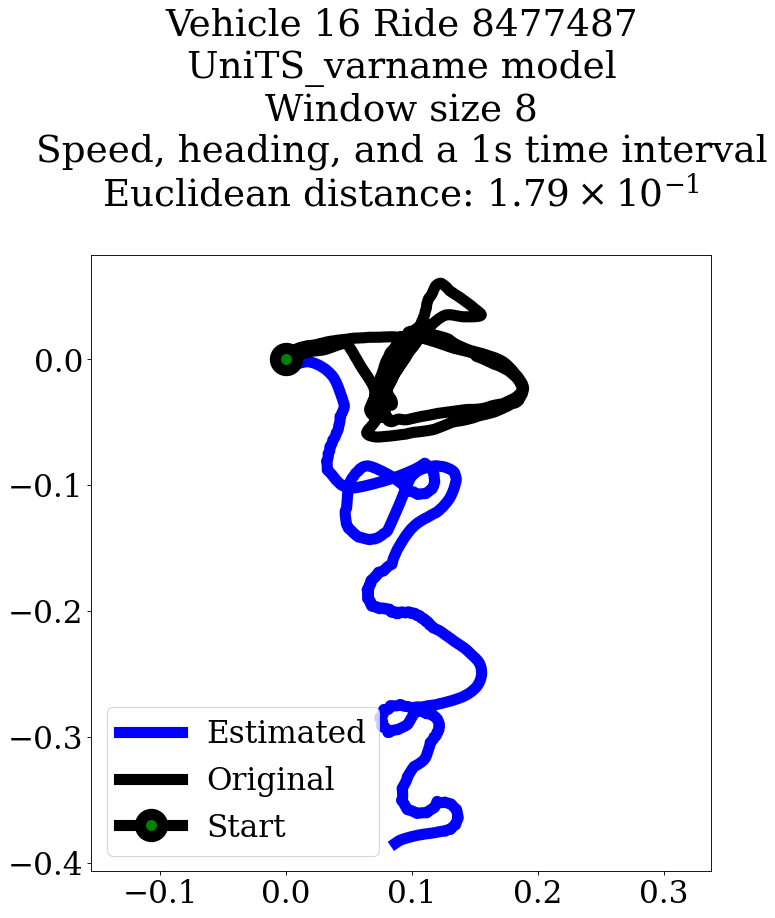 Vehicle 16 Ride 8477487
UniTS_varname model
Window size 8
Speed, heading, and a 1s time interval
Euclidean distance: 1.79 × 10⁻¹
0.0
−0.1
−0.2
−0.3
−0.4
Estimated
Original
Start
−0.1 0.0 0.1 0.2 0.3